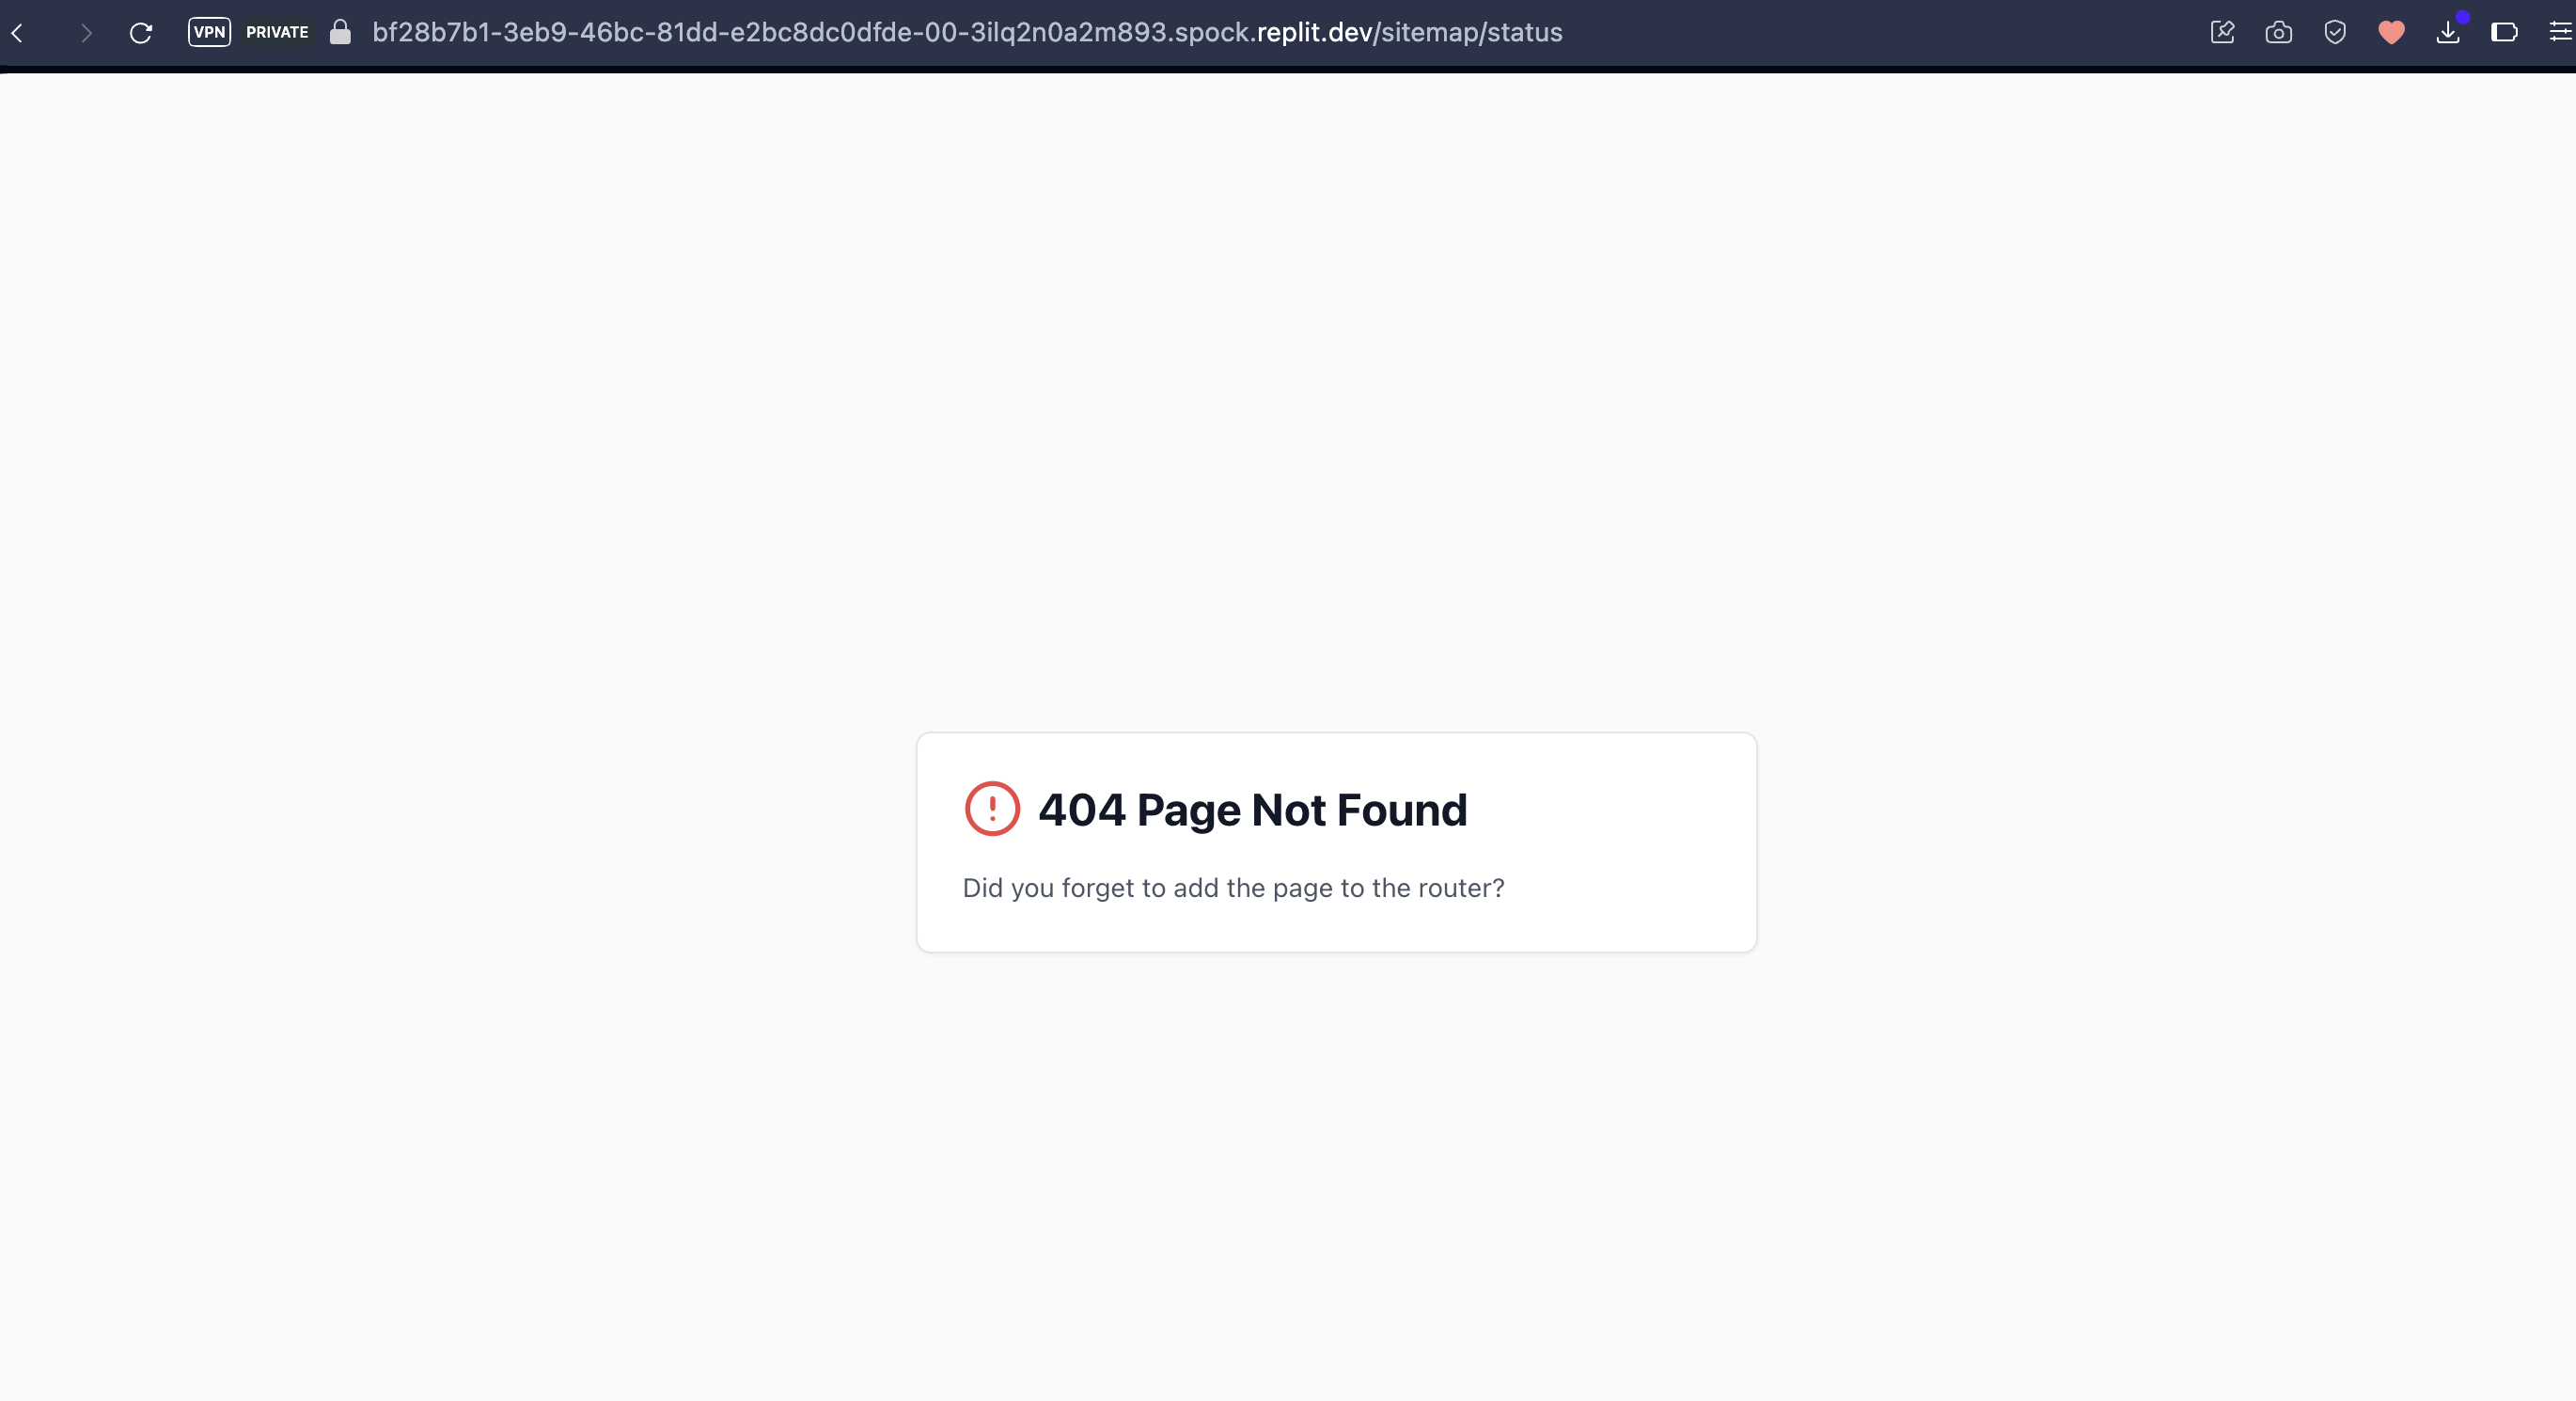 VPN PRIVATE bf28b7b1-3eb9-46bc-81dd-e2bc8dc0dfde-00-3ilq2n0a2m893.spock.replit.dev/sitemap/status
404 Page Not Found
Did you forget to add the page to the router?